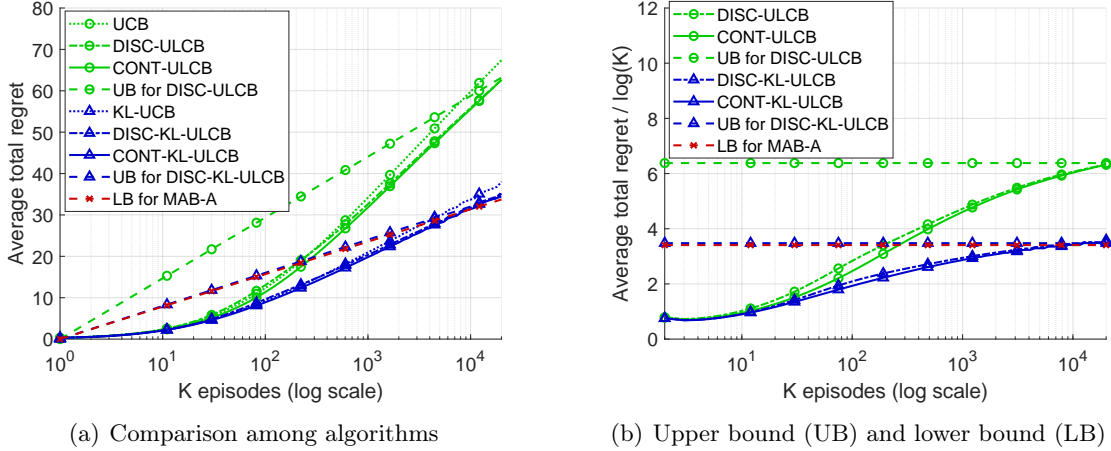 80
70
60
50
40
30
20
10
0
Average total regret
UCB
DISC-ULCB
CONT-ULCB
UB for DISC-ULCB
KL-UCB
DISC-KL-ULCB
CONT-KL-ULCB
UB for DISC-KL-ULCB
LB for MAB-A
10^0 10^1 10^2 10^3 10^4
K episodes (log scale)
(a) Comparison among algorithms
12
10
8
6
4
2
0
Average total regret / log(K)
DISC-ULCB
CONT-ULCB
UB for DISC-ULCB
DISC-KL-ULCB
CONT-KL-ULCB
UB for DISC-KL-ULCB
LB for MAB-A
10^1 10^2 10^3 10^4
K episodes (log scale)
(b) Upper bound (UB) and lower bound (LB)